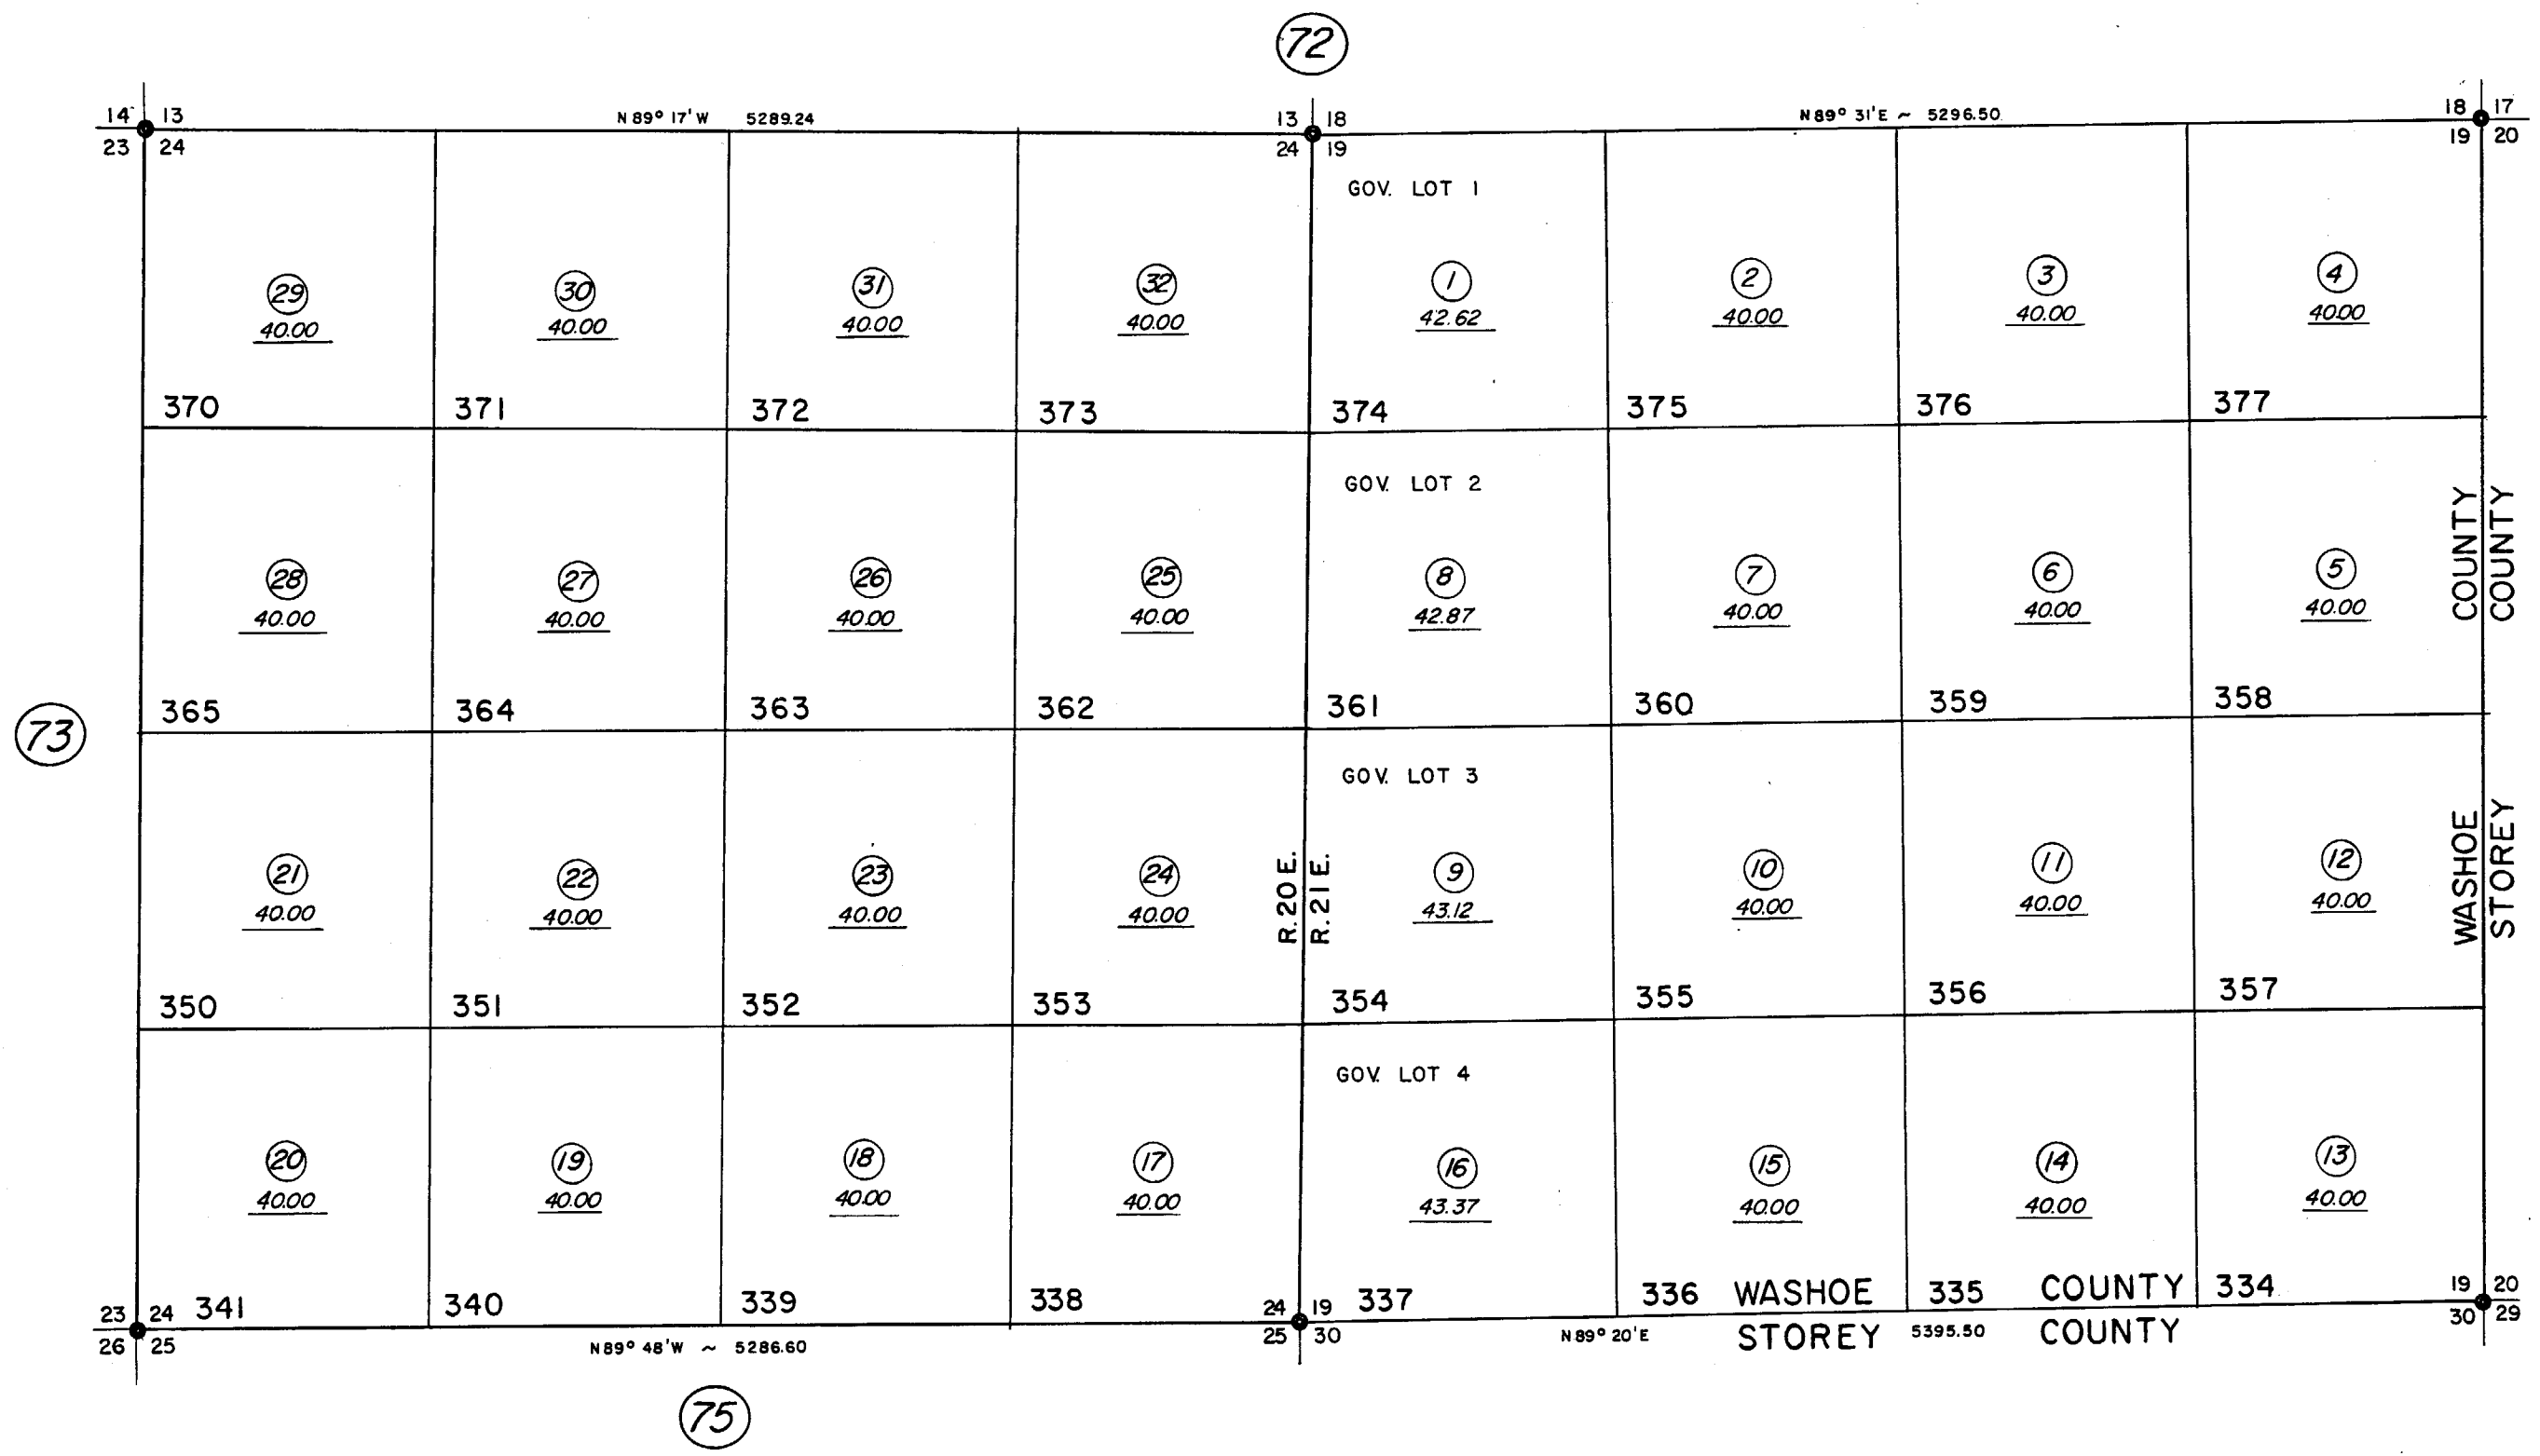 72
14 13 N 89° 17' W 5289.24 13 18 N 89° 31' E ~ 5296.50 18 17
23 24 24 19 19 20
GOV. LOT 1
29 30 31 32 1 2 3 4
40.00 40.00 40.00 40.00 42.62 40.00 40.00 40.00
370 371 372 373 374 375 376 377
GOV. LOT 2
28 27 26 25 8 7 6 5
40.00 40.00 40.00 40.00 42.87 40.00 40.00 40.00
COUNTY
COUNTY
365 364 363 362 361 360 359 358
73
GOV. LOT 3
21 22 23 24 9 10 11 12
40.00 40.00 40.00 40.00 43.12 40.00 40.00 40.00
R.20E.
R.21E.
WASHOE
STOREY
350 351 352 353 354 355 356 357
GOV. LOT 4
20 19 18 17 16 15 14 13
40.00 40.00 40.00 40.00 43.37 40.00 40.00 40.00
23 24 341 340 339 338 24 19 337 336 WASHOE 335 COUNTY 334 19 20
26 25 N 89° 48' W ~ 5286.60 25 30 N 89° 20' E STOREY 5395.50 COUNTY 30 29
75